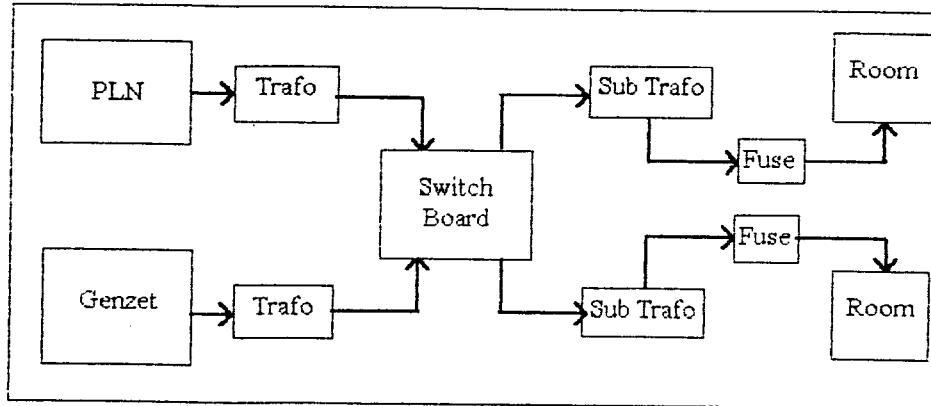 PLN
Trafo
Sub Trafo
Room
Fuse
Switch
Board
Fuse
Genzet
Trafo
Sub Trafo
Room